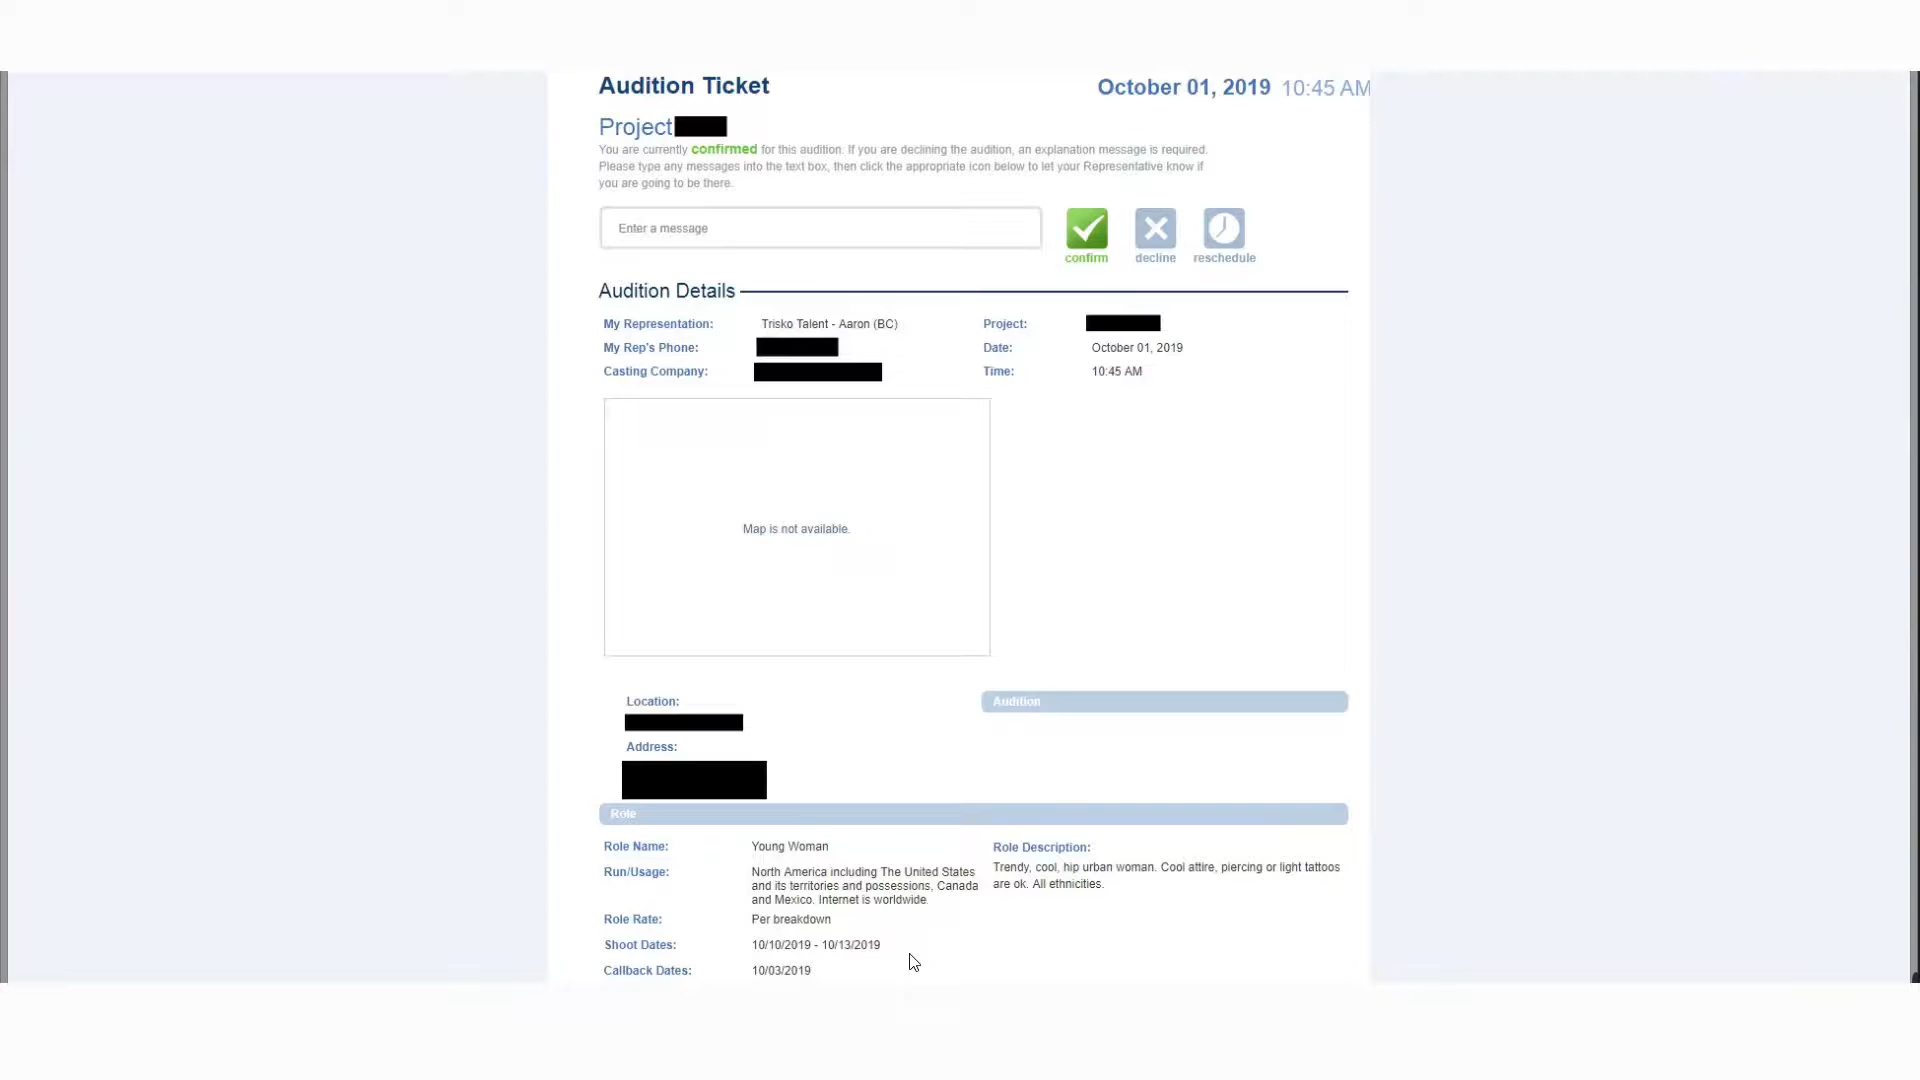 Audition Ticket
October 01, 2019 10:45 AM
Project
You are currently confirmed for this audition. If you are declining the audition, an explanation message is required.
Please type any messages into the text box, then click the appropriate icon below to let your Representative know if
you are going to be there.
Enter a message
confirm
decline
reschedule
Audition Details
My Representation: Trisko Talent - Aaron (BC)
Project:
My Rep's Phone:
Date: October 01, 2019
Casting Company:
Time: 10:45 AM
Map is not available.
Location:
Audition
Address:
Role
Role Name: Young Woman
Run/Usage: North America including The United States
and its territories and possessions, Canada
and Mexico. Internet is worldwide.
Role Rate: Per breakdown
Shoot Dates: 10/10/2019 - 10/13/2019
Callback Dates: 10/03/2019
Role Description:
Trendy, cool, hip urban woman. Cool attire, piercing or light tattoos
are ok. All ethnicities.